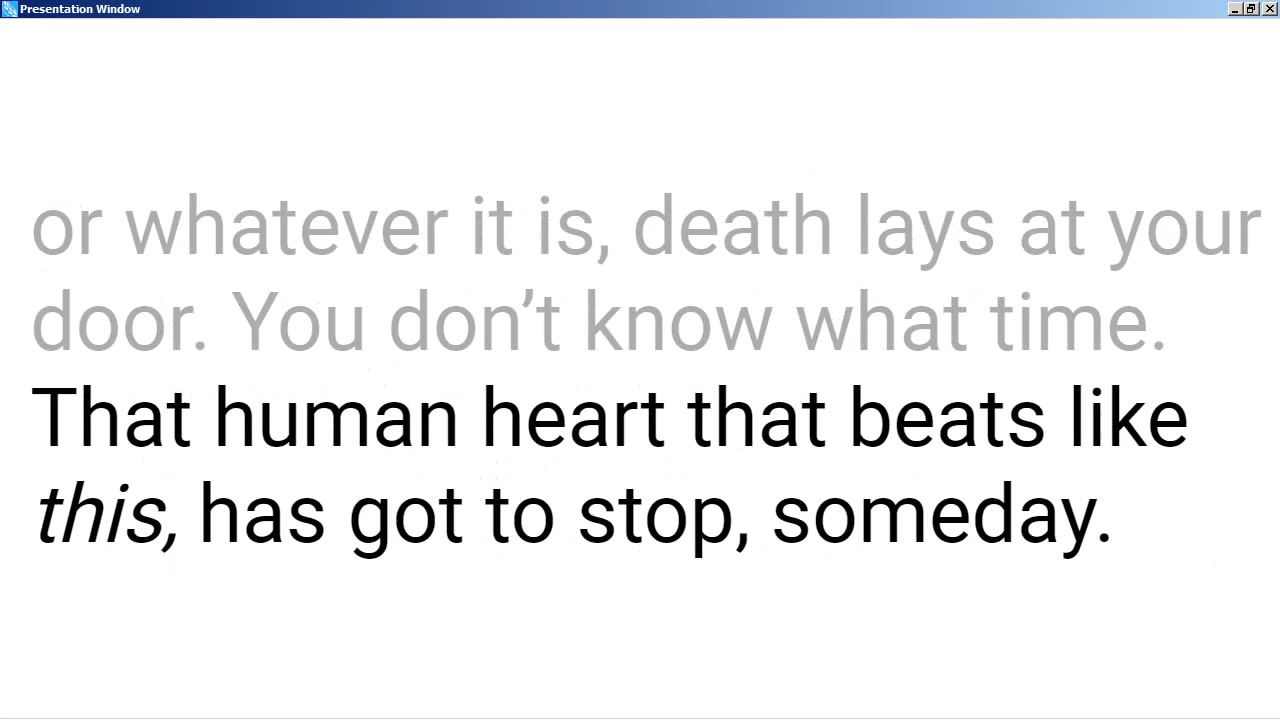 Presentation Window
or whatever it is, death lays at your
door. You don’t know what time.
That human heart that beats like
this, has got to stop, someday.